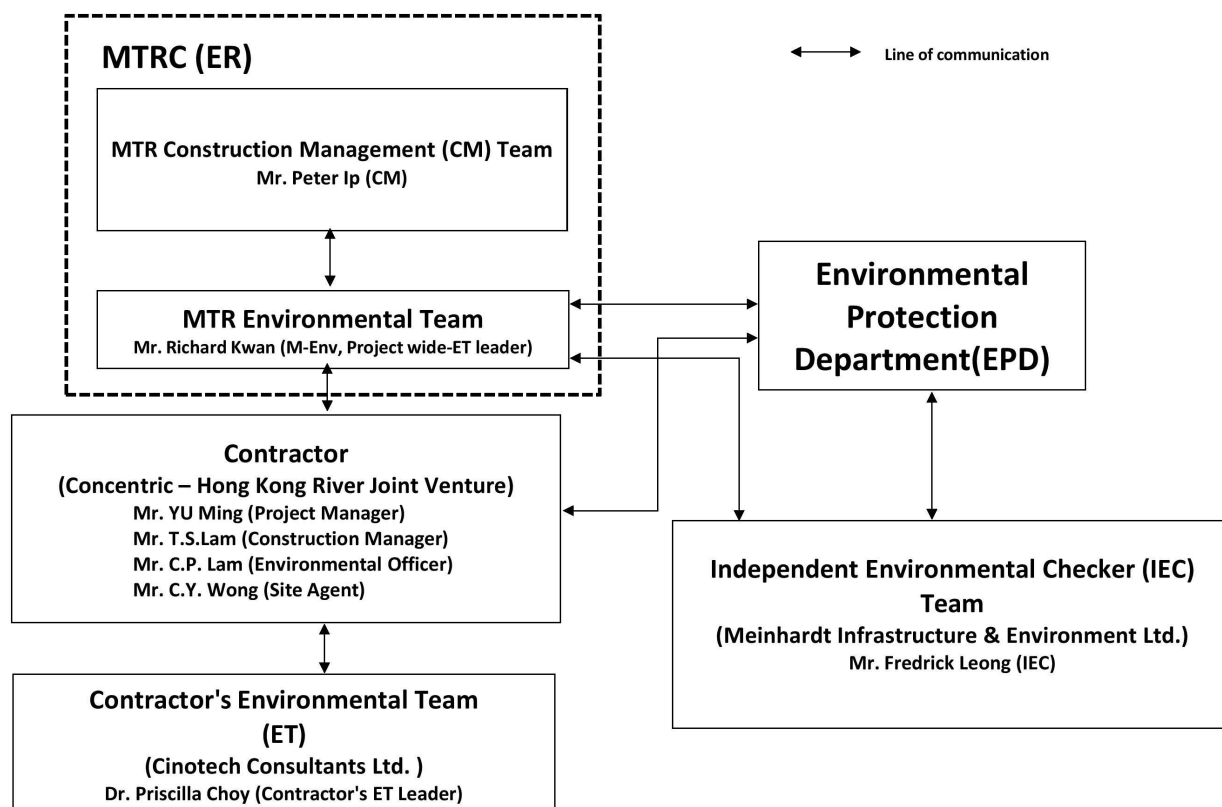 MTRC (ER)
Line of communication
MTR Construction Management (CM) Team
Mr. Peter Ip (CM)
MTR Environmental Team
Mr. Richard Kwan (M-Env, Project wide-ET leader)
Environmental
Protection
Department(EPD)
Contractor
(Concentric – Hong Kong River Joint Venture)
Mr. YU Ming (Project Manager)
Mr. T.S.Lam (Construction Manager)
Mr. C.P. Lam (Environmental Officer)
Mr. C.Y. Wong (Site Agent)
Independent Environmental Checker (IEC)
Team
(Meinhardt Infrastructure & Environment Ltd.)
Mr. Fredrick Leong (IEC)
Contractor's Environmental Team
(ET)
(Cinotech Consultants Ltd. )
Dr. Priscilla Choy (Contractor's ET Leader)